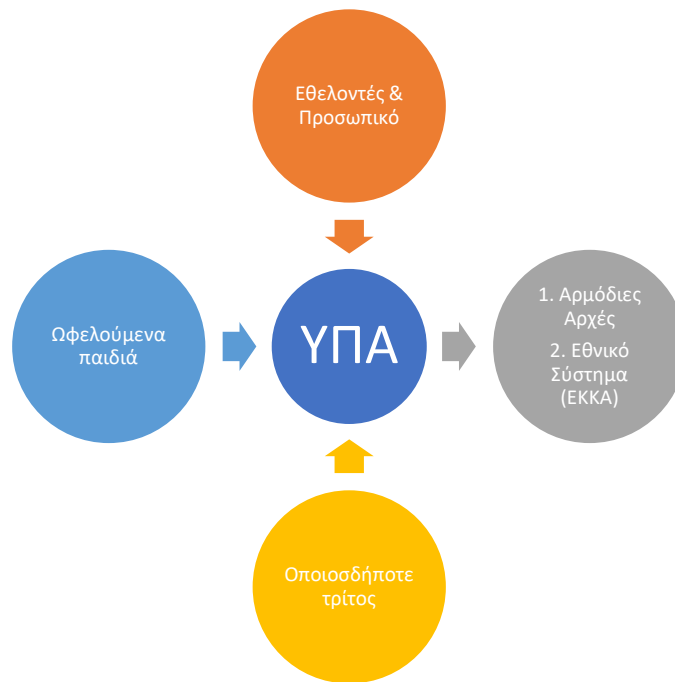 Εθελοντές &
Προσωπικό
Ωφελούμενα
παιδιά
ΥΠΑ
1. Αρμόδιες
Αρχές
2. Εθνικό
Σύστημα
(ΕΚΚΑ)
Οποιοσδήποτε
τρίτος